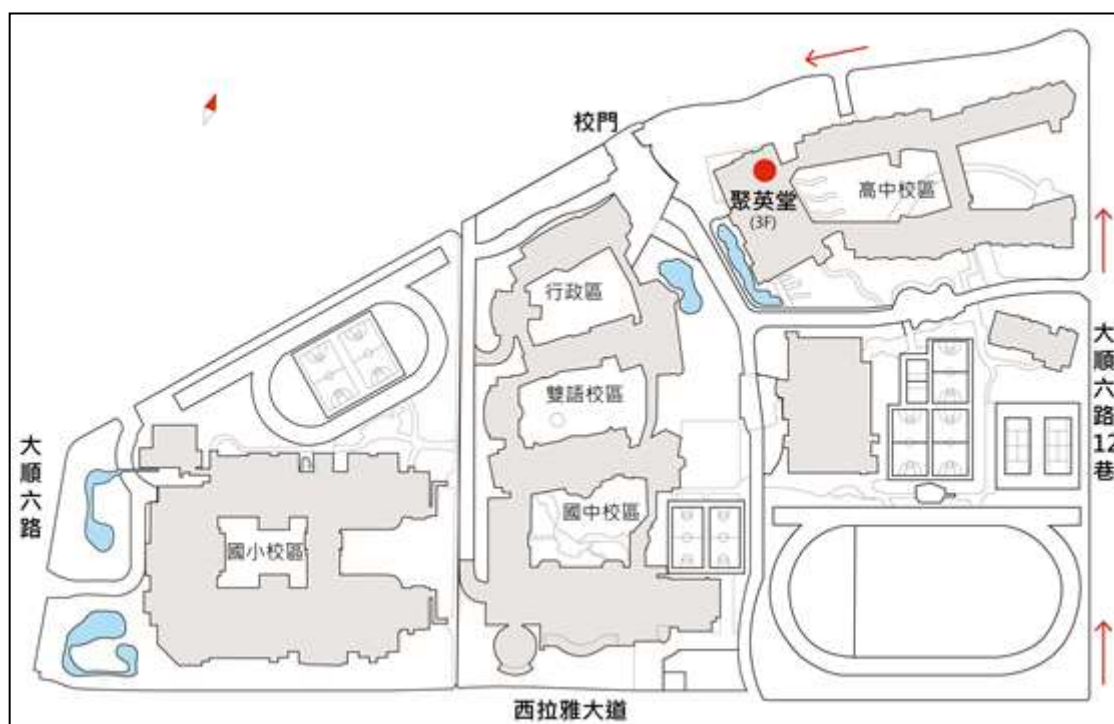 校門
聚英堂
(3F)
高中校區
行政區
雙語校區
國中校區
國小校區
大順六路
大順六路12巷
西拉雅大道